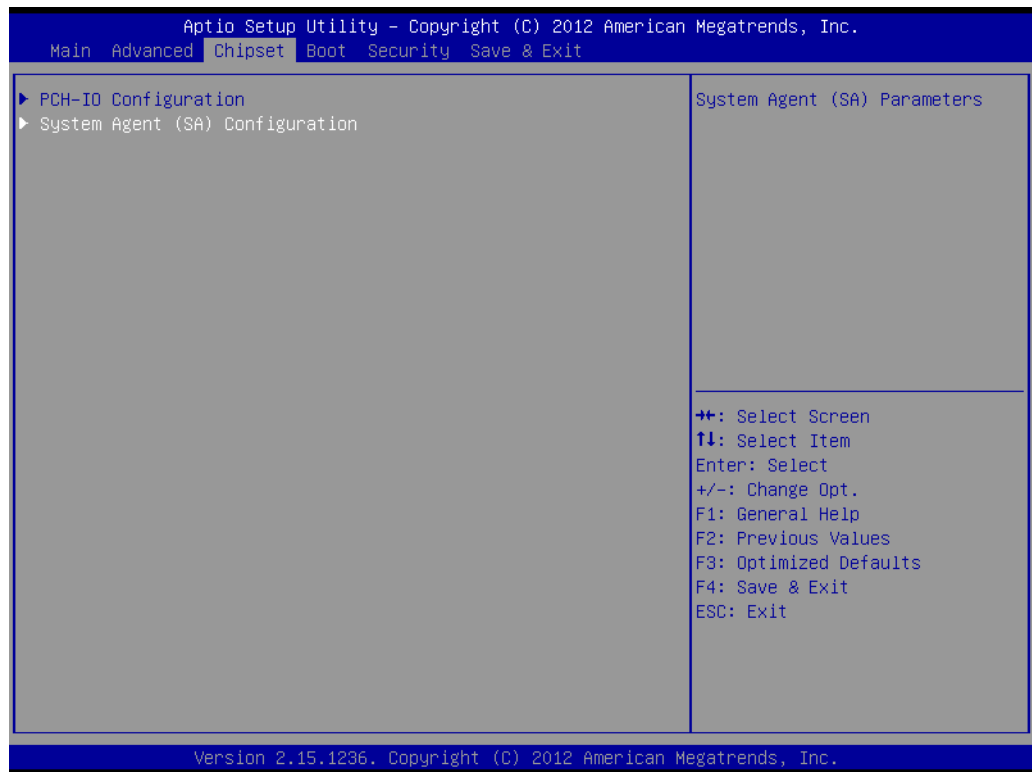 Aptio Setup Utility – Copyright (C) 2012 American Megatrends, Inc.
Main Advanced Chipset Boot Security Save & Exit
PCH-IO Configuration
System Agent (SA) Configuration
System Agent (SA) Parameters
→←: Select Screen
↑↓: Select Item
Enter: Select
+/-: Change Opt.
F1: General Help
F2: Previous Values
F3: Optimized Defaults
F4: Save & Exit
ESC: Exit
Version 2.15.1236. Copyright (C) 2012 American Megatrends, Inc.